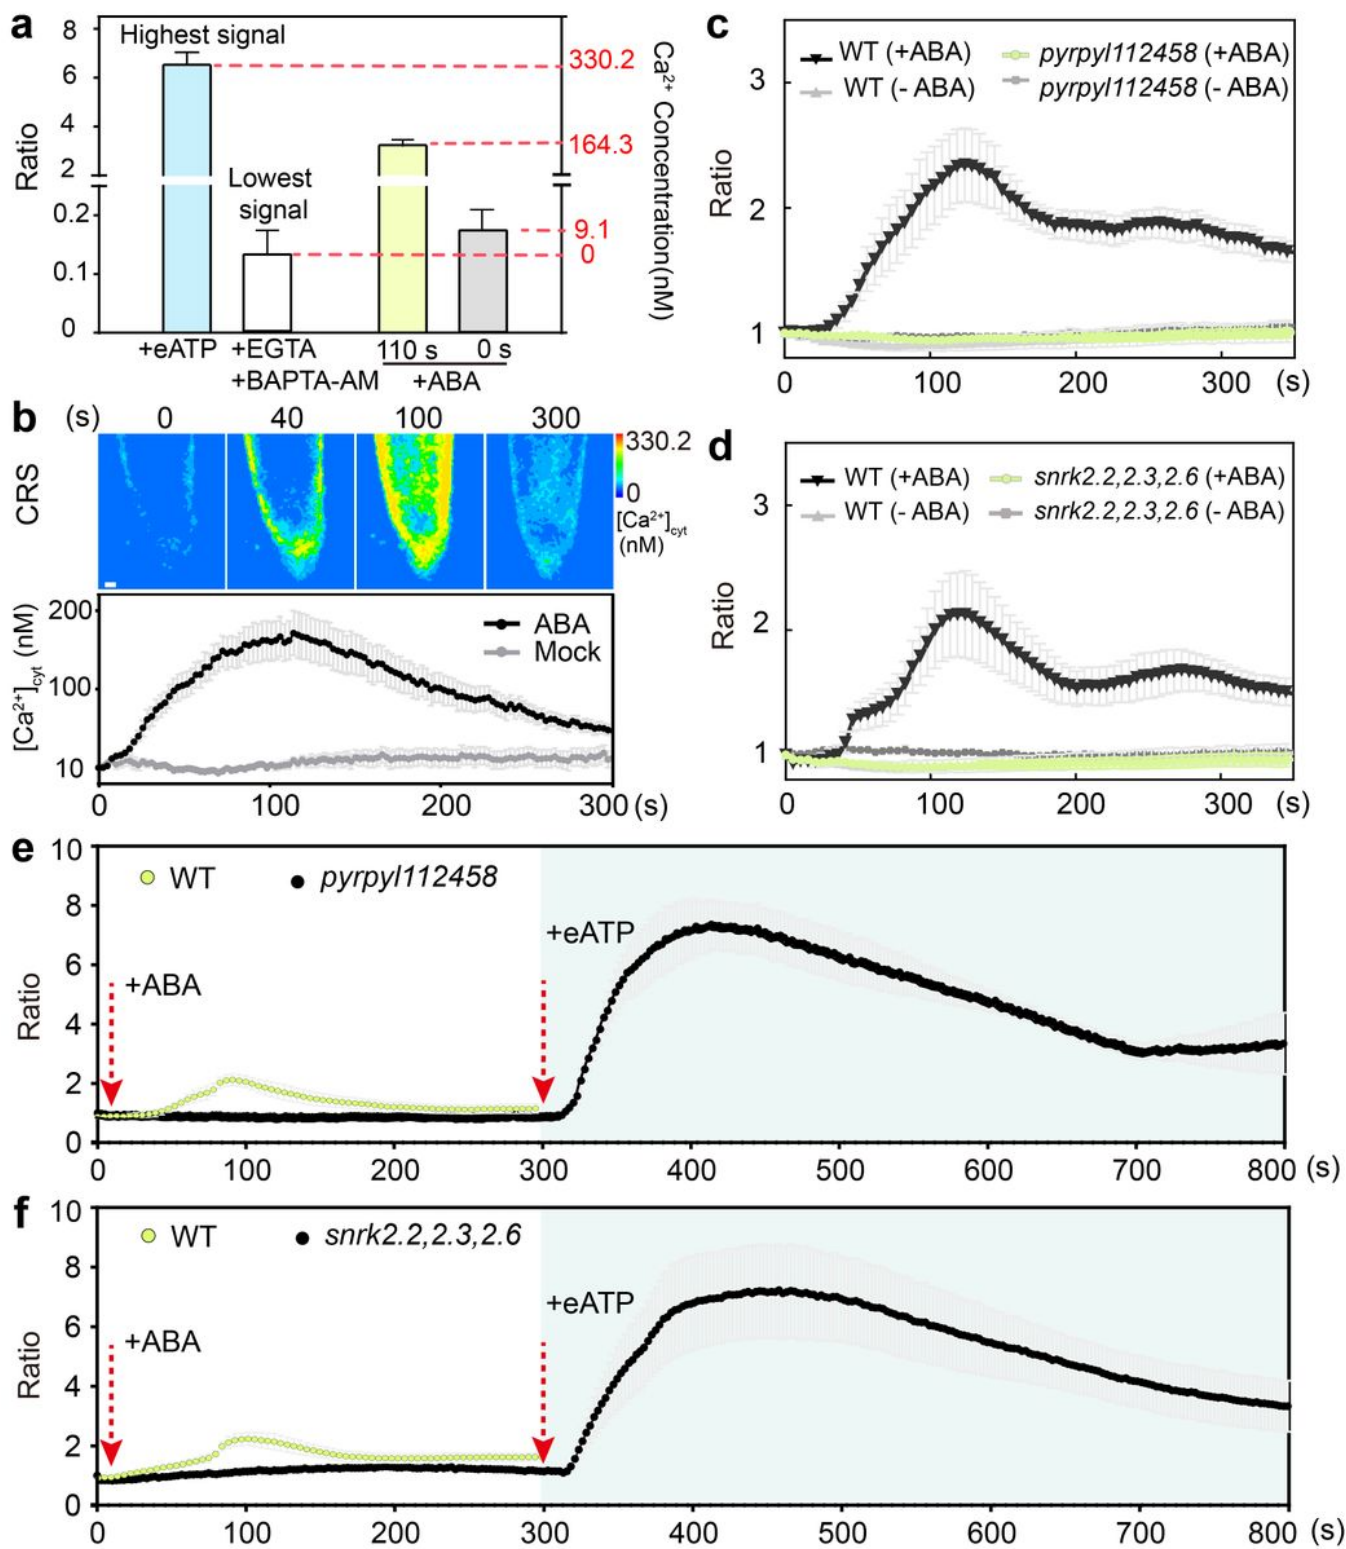 a
Highest signal
Lowest
signal
8
6
4
2
0.2
0.1
0
Ratio
330.2
164.3
9.1
0
Ca²⁺ Concentration(nM)
+eATP
+EGTA
+BAPTA-AM
110 s
0 s
+ABA
b
(s) 0 40 100 300
CRS
330.2
0
[Ca²⁺]cyt
(nM)
[Ca²⁺]cyt (nM)
200
100
10
ABA
Mock
0 100 200 300 (s)
c
WT (+ABA)
WT (- ABA)
pyrpyl112458 (+ABA)
pyrpyl112458 (- ABA)
Ratio
3
2
1
0 100 200 300 (s)
d
WT (+ABA)
WT (- ABA)
snrk2.2,2.3,2.6 (+ABA)
snrk2.2,2.3,2.6 (- ABA)
Ratio
3
2
1
0 100 200 300 (s)
e
WT
pyrpyl112458
+ABA
+eATP
Ratio
10
8
6
4
2
0
0 100 200 300 400 500 600 700 800 (s)
f
WT
snrk2.2,2.3,2.6
+ABA
+eATP
Ratio
10
8
6
4
2
0
0 100 200 300 400 500 600 700 800 (s)